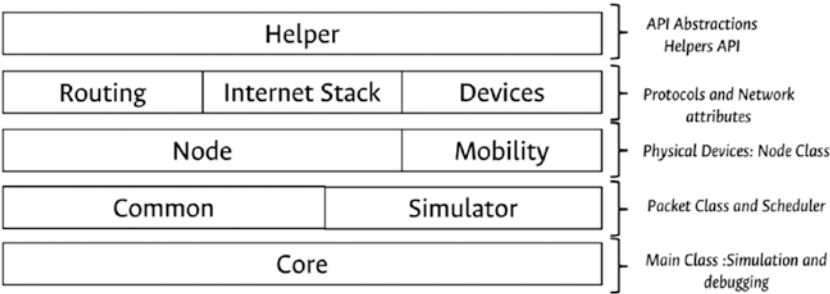 Helper
API Abstractions
Helpers API
Routing
Internet Stack
Devices
Protocols and Network
attributes
Node
Mobility
Physical Devices: Node Class
Common
Simulator
Packet Class and Scheduler
Core
Main Class :Simulation and
debugging